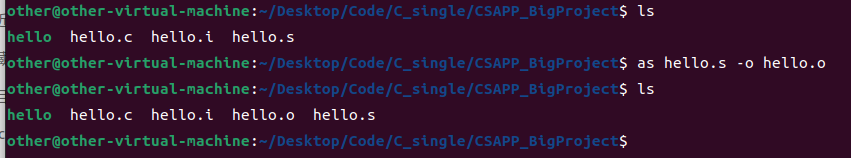 other@other-virtual-machine:~/Desktop/Code/C_single/CSAPP_BigProject$ ls
hello  hello.c  hello.i  hello.s
other@other-virtual-machine:~/Desktop/Code/C_single/CSAPP_BigProject$ as hello.s -o hello.o
other@other-virtual-machine:~/Desktop/Code/C_single/CSAPP_BigProject$ ls
hello  hello.c  hello.i  hello.o  hello.s
other@other-virtual-machine:~/Desktop/Code/C_single/CSAPP_BigProject$